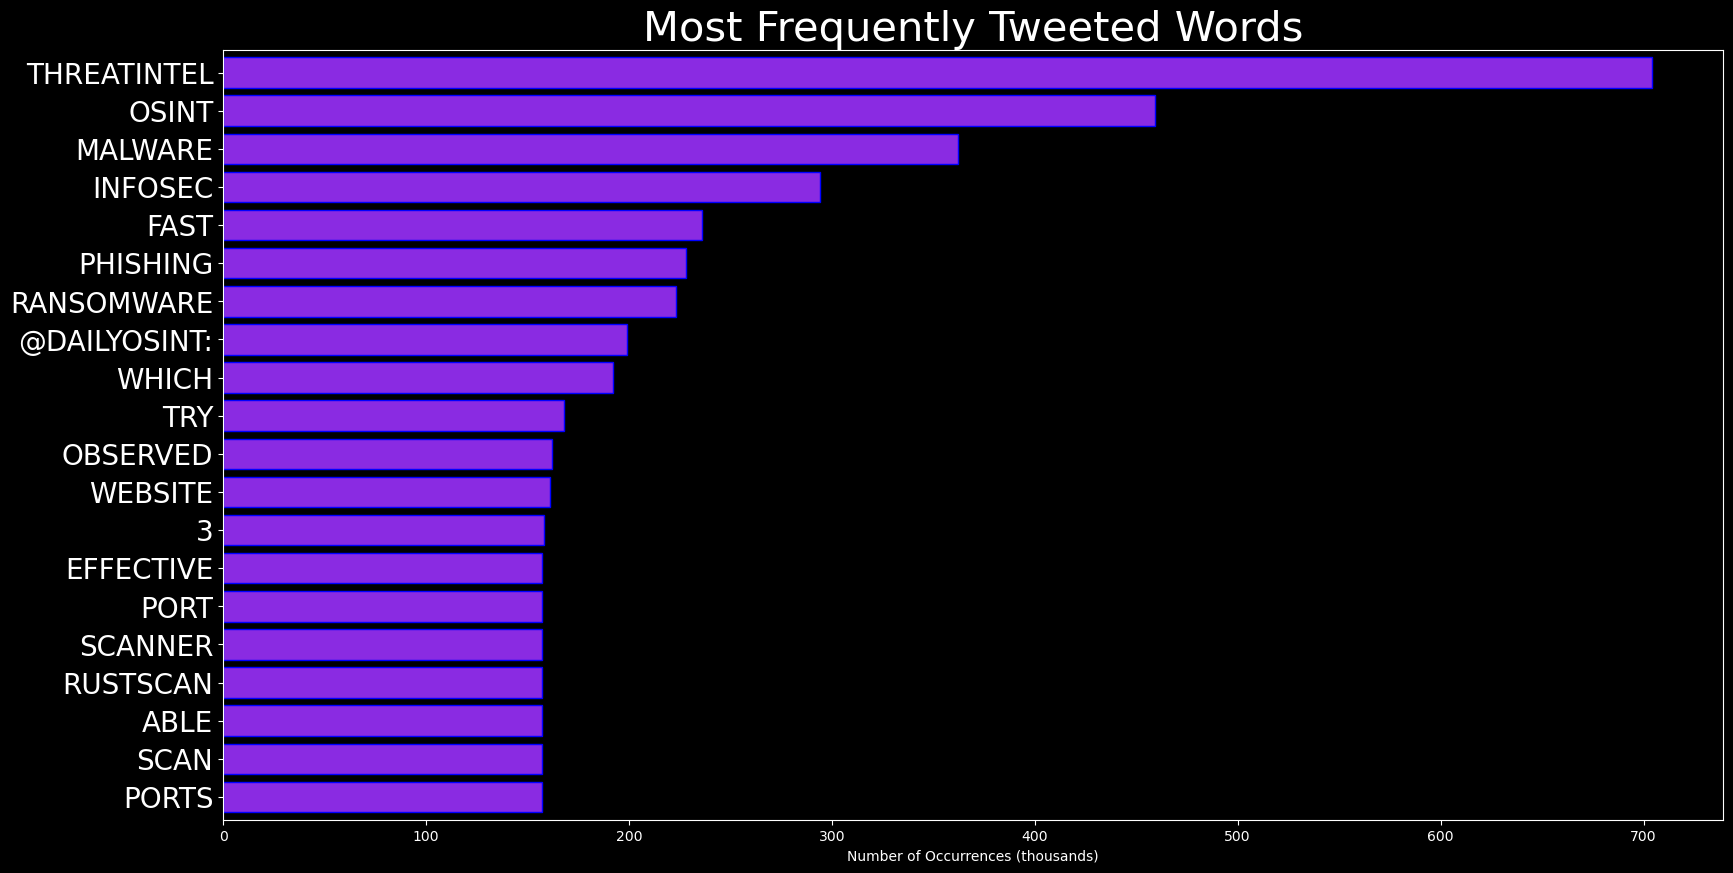 Most Frequently Tweeted Words
THREATINTEL
OSINT
MALWARE
INFOSEC
FAST
PHISHING
RANSOMWARE
@DAILYOSINT:
WHICH
TRY
OBSERVED
WEBSITE
3
EFFECTIVE
PORT
SCANNER
RUSTSCAN
ABLE
SCAN
PORTS
0 100 200 300 400 500 600 700
Number of Occurrences (thousands)